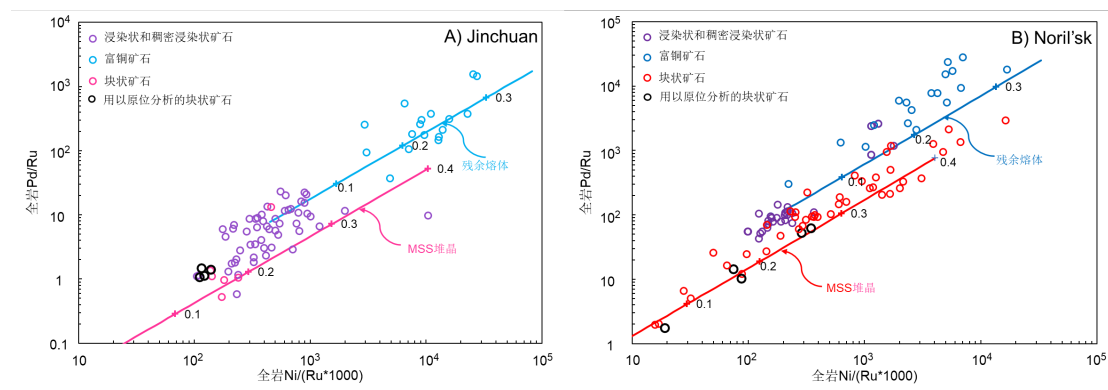 A) Jinchuan
浸染状和稠密浸染状矿石
富铜矿石
块状矿石
用以原位分析的块状矿石
10⁴
10³
10²
10
1
0.1
全岩Pd/Ru
0.3
0.2
0.4
残余熔体
0.1
0.3
MSS堆晶
0.2
0.1
10
10²
10³
10⁴
10⁵
全岩Ni/(Ru*1000)
B) Noril’sk
浸染状和稠密浸染状矿石
富铜矿石
块状矿石
用以原位分析的块状矿石
10⁵
10⁴
10³
10²
10
1
全岩Pd/Ru
0.3
0.2
0.4
残余熔体
0.1
0.3
0.2
MSS堆晶
0.1
10
10²
10³
10⁴
10⁵
全岩Ni/(Ru*1000)